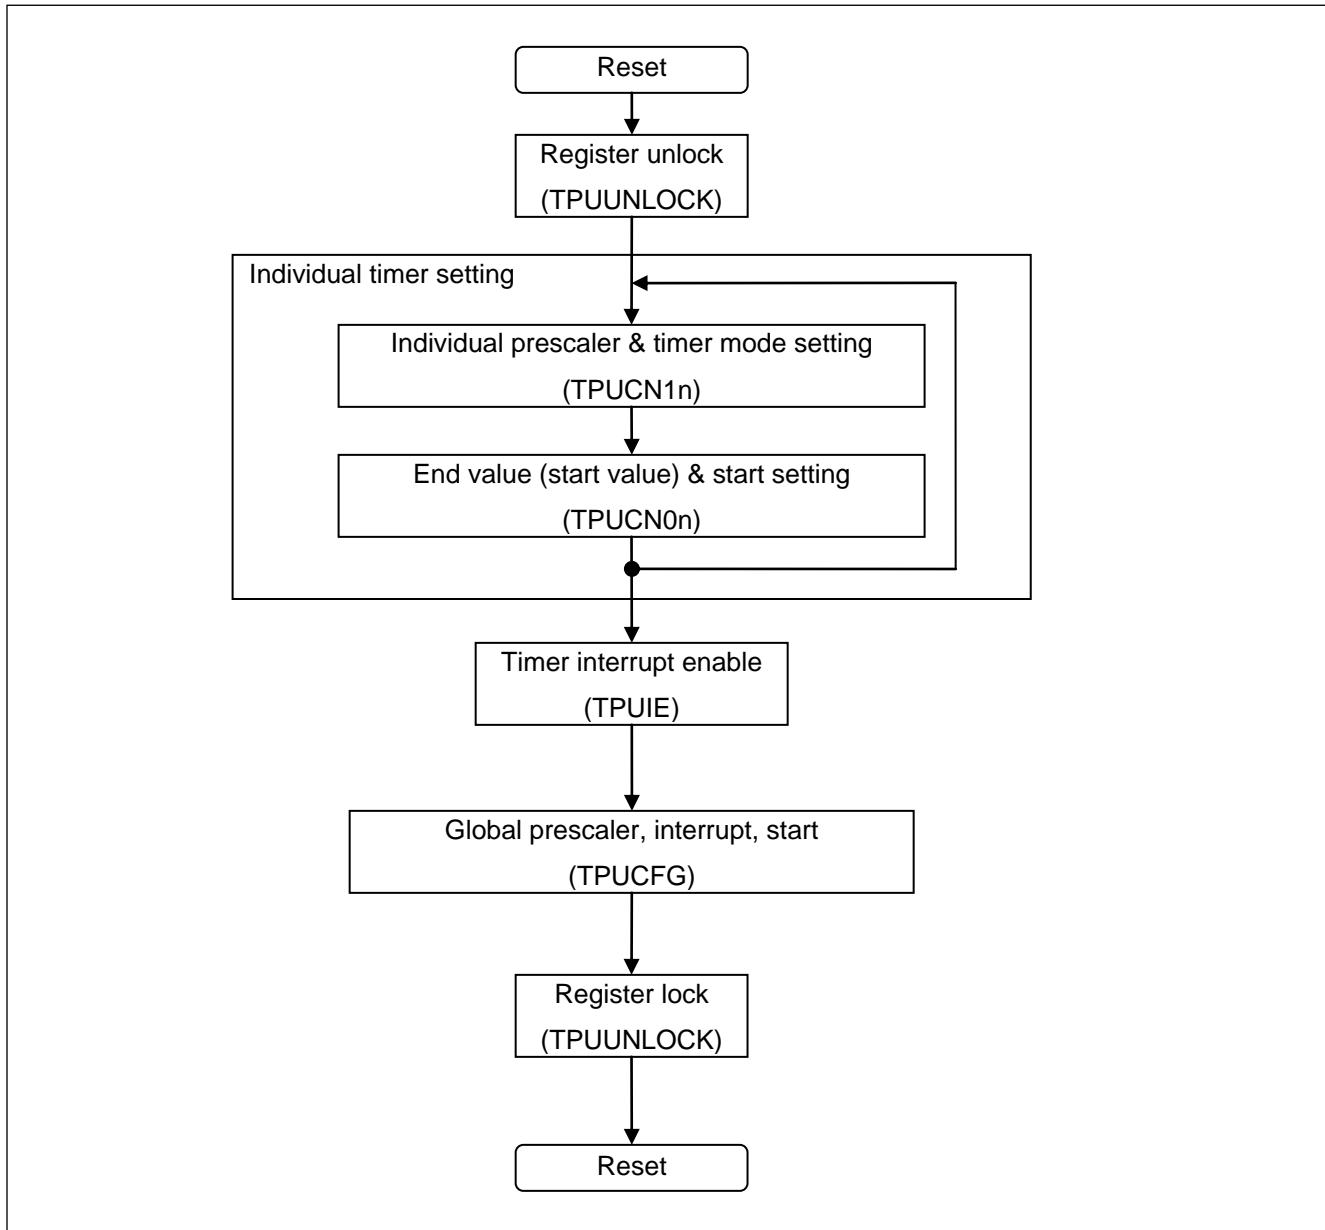 Reset
Register unlock
(TPUUNLOCK)
Individual timer setting
Individual prescaler & timer mode setting
(TPUCN1n)
End value (start value) & start setting
(TPUCN0n)
Timer interrupt enable
(TPUIE)
Global prescaler, interrupt, start
(TPUCFG)
Register lock
(TPUUNLOCK)
Reset